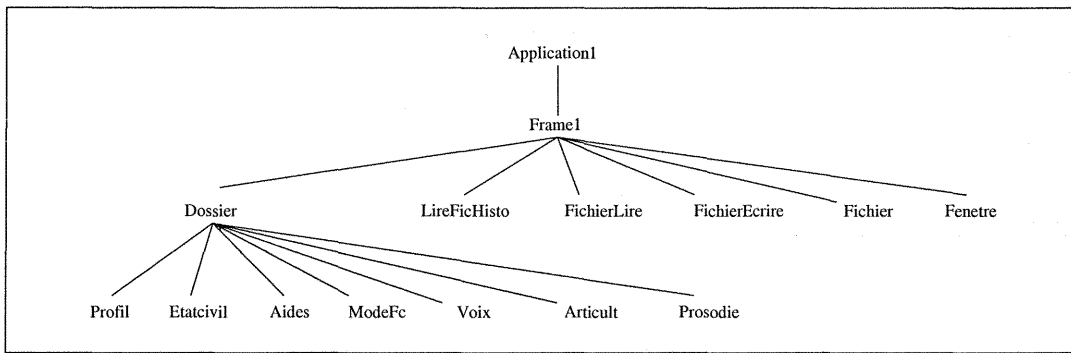 Application1
Frame1
Dossier LireFicHisto FichierLire FichierEcrire Fichier Fenetre
Profil Etatcivil Aides ModeFc Voix Articult Prosodie